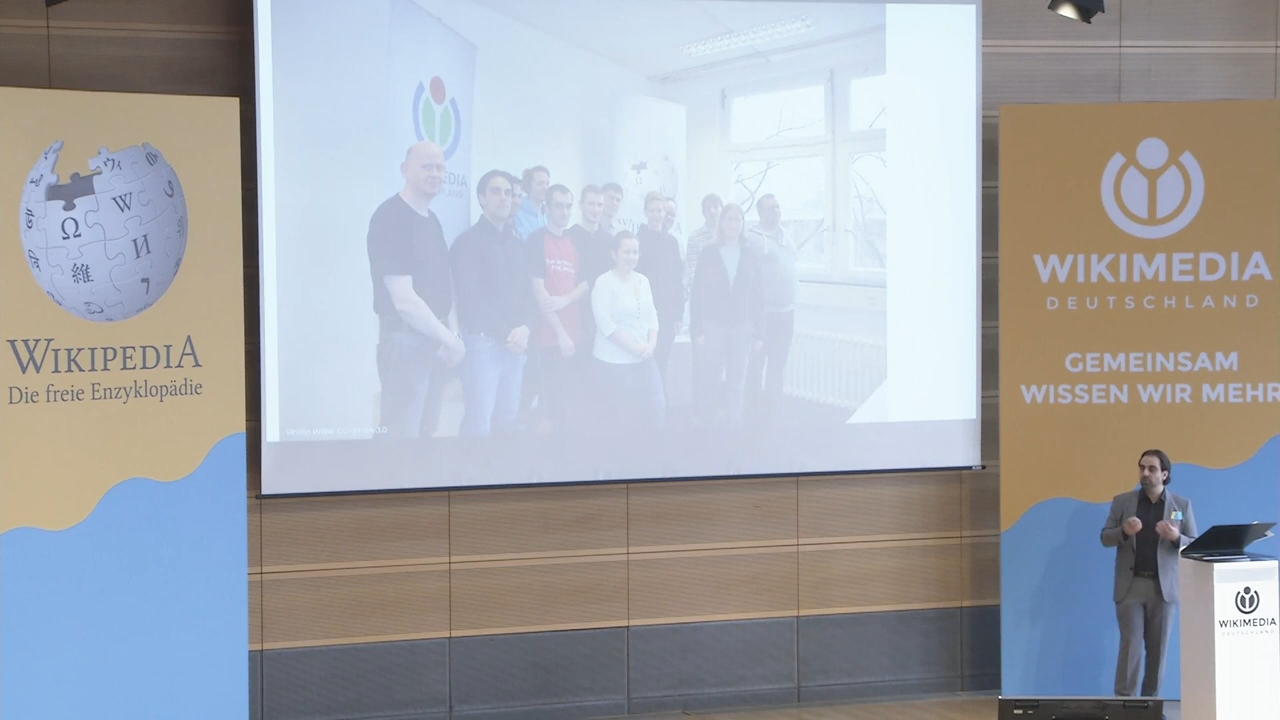 WIKIPEDIA
Die freie Enzyklopädie
WIKIMEDIA
DEUTSCHLAND
GEMEINSAM
WISSEN WIR MEHR
WIKIMEDIA
DEUTSCHLAND